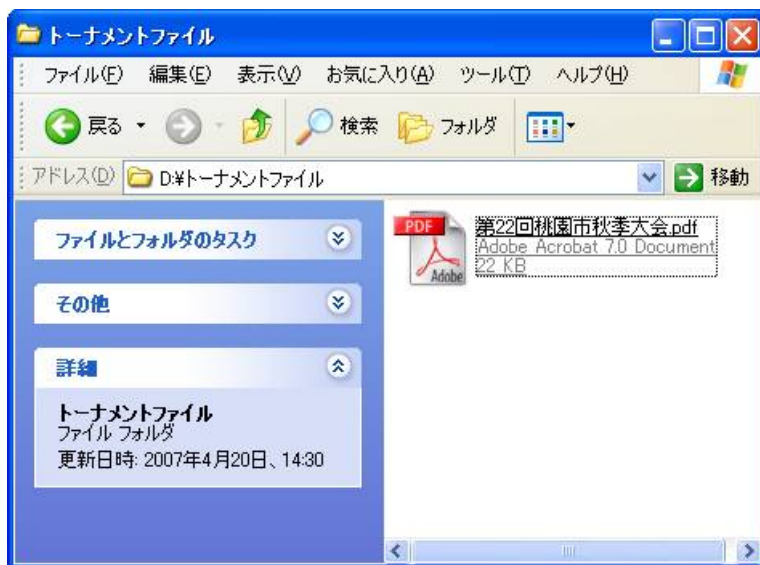 トーナメントファイル
ファイル(F) 編集(E) 表示(V) お気に入り(A) ツール(T) ヘルプ(H)
戻る 検索 フォルダ
アドレス(D) D:¥トーナメントファイル 移動
ファイルとフォルダのタスク
その他
詳細
トーナメントファイル
ファイル フォルダ
更新日時: 2007年4月20日、14:30
PDF
Adobe
第22回桃園市秋季大会.pdf
Adobe Acrobat 7.0 Document
22 KB